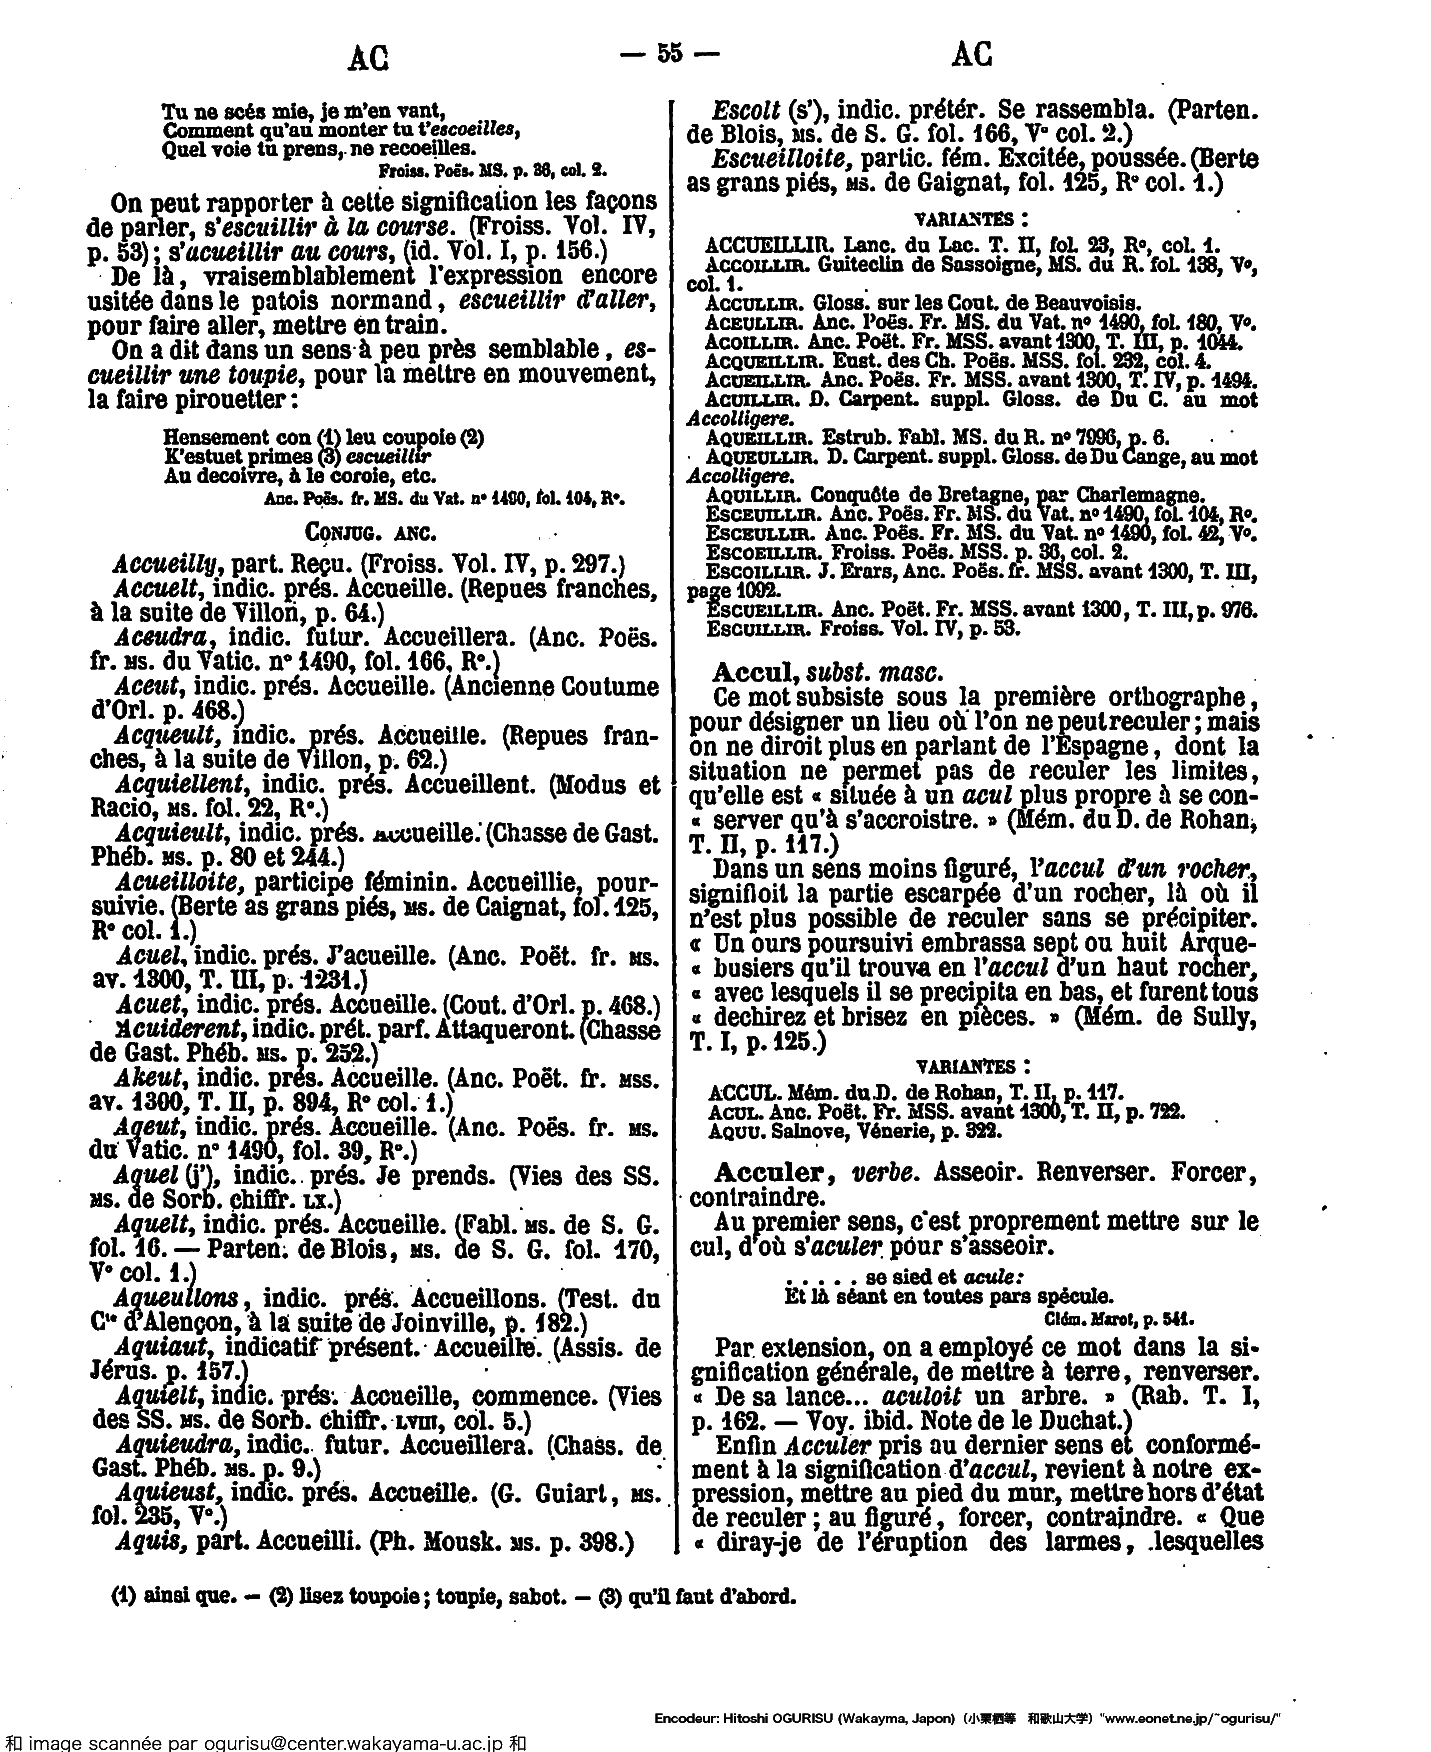 AC
— 55 —
AC
Tu ne scés mie, je m'en vant,
Comment qu'au monter tu t'escoeilles,
Quel voie tu prens, ne recoeilles.
Froiss. Poës. MS. p. 36, col. 2.
On peut rapporter à cette signification les façons
de parler, s'escuillir à la course. (Froiss. Vol. IV,
p. 53); s'acueillir au cours, (id. Vol. I, p. 156.)
De là, vraisemblablement l'expression encore
usitée dans le patois normand, escueillir d'aller,
pour faire aller, mettre en train.
On a dit dans un sens à peu près semblable, es-
cueillir une toupie, pour la mettre en mouvement,
la faire pirouetter :
Hensement con (1) leu coupoie (2)
K'estuet primes (3) escueillir
Au decoivre, à le coroie, etc.
Anc. Poës. fr. MS. du Vat. n° 1490, fol. 104, R°.
CONJUG. ANC.
Accueilly, part. Reçu. (Froiss. Vol. IV, p. 297.)
Accuelt, indic. prés. Accueille. (Repues franches,
à la suite de Villon, p. 64.)
Aceudra, indic. futur. Accueillera. (Anc. Poës.
fr. MS. du Vatic. n° 1490, fol. 166, R°.)
Aceut, indic. prés. Accueille. (Ancienne Coutume
d'Orl. p. 468.)
Acqueult, indic. prés. Accueille. (Repues fran-
ches, à la suite de Villon, p. 62.)
Acquiellent, indic. prés. Accueillent. (Modus et
Racio, MS. fol. 22, R°.)
Acquieult, indic. prés. Accueille. (Chasse de Gast.
Phéb. MS. p. 80 et 244.)
Acueilloite, participe féminin. Accueillie, pour-
suivie. (Berte as grans piés, MS. de Caignat, fol. 125,
R° col. 1.)
Acuel, indic. prés. J'acueille. (Anc. Poët. fr. MS.
av. 1300, T. III, p. 1231.)
Acuet, indic. prés. Accueille. (Cout. d'Orl. p. 468.)
Acuiderent, indic. prét. parf. Attaqueront. (Chasse
de Gast. Phéb. MS. p. 252.)
Akeut, indic. prés. Accueille. (Anc. Poët. fr. MSS.
av. 1300, T. II, p. 894, R° col. 1.)
Aqeut, indic. prés. Accueille. (Anc. Poës. fr. MS.
du Vatic. n° 1490, fol. 39, R°.)
Aquel (j'), indic. prés. Je prends. (Vies des SS.
MS. de Sorb. chiffr. LX.)
Aquelt, indic. prés. Accueille. (Fabl. MS. de S. G.
fol. 16. — Parten. de Blois, MS. de S. G. fol. 170,
V° col. 1.)
Aqueullons, indic. prés. Accueillons. (Test. du
Cte d'Alençon, à la suite de Joinville, p. 182.)
Aquiaut, indicatif présent. Accueille. (Assis. de
Jérus. p. 157.)
Aquielt, indic. prés. Accueille, commence. (Vies
des SS. MS. de Sorb. chiffr. LVIII, col. 5.)
Aquieudra, indic. futur. Accueillera. (Chass. de
Gast. Phéb. MS. p. 9.)
Aquieust, indic. prés. Accueille. (G. Guiart, MS.
fol. 235, V°.)
Aquis, part. Accueilli. (Ph. Mousk. MS. p. 398.)
Escolt (s'), indic. prétér. Se rassembla. (Parten.
de Blois, MS. de S. G. fol. 166, V° col. 2.)
Escueilloite, partic. fém. Excitée, poussée. (Berte
as grans piés, MS. de Gaignat, fol. 125, R° col. 1.)
VARIANTES :
ACCUEILLIR. Lanc. du Lac. T. II, fol. 23, R°, col. 1.
ACCOILLIR. Guiteclin de Sassoigne, MS. du R. fol. 138, V°,
col. 1.
ACCULLIR. Gloss. sur les Cout. de Beauvoisis.
ACEULLIR. Anc. Poës. Fr. MS. du Vat. n° 1490, fol. 180, V°.
ACOILLIR. Anc. Poët. Fr. MSS. avant 1300, T. III, p. 1044.
ACQUEILLIR. Eust. des Ch. Poës. MSS. fol. 232, col. 4.
ACUEILLIR. Anc. Poës. Fr. MSS. avant 1300, T. IV, p. 1494.
ACUILLIR. D. Carpent. suppl. Gloss. de Du C. au mot
Accolligere.
AQUEILLIR. Estrub. Fabl. MS. du R. n° 7996, p. 6.
AQUEULLIR. D. Carpent. suppl. Gloss. de Du Cange, au mot
Accolligere.
AQUILLIR. Conquête de Bretagne, par Charlemagne.
ESCEUILLIR. Anc. Poës. Fr. MS. du Vat. n° 1490, fol. 104, R°.
ESCEULLIR. Anc. Poës. Fr. MS. du Vat. n° 1490, fol. 42, V°.
ESCOEILLIR. Froiss. Poës. MSS. p. 36, col. 2.
ESCOILLIR. J. Erars, Anc. Poës. fr. MSS. avant 1300, T. III,
page 1092.
ESCUEILLIR. Anc. Poët. Fr. MSS. avant 1300, T. III, p. 976.
ESCUILLIR. Froiss. Vol. IV, p. 53.
Accul, subst. masc.
Ce mot subsiste sous la première orthographe,
pour désigner un lieu où l'on ne peut reculer ; mais
on ne diroit plus en parlant de l'Espagne, dont la
situation ne permet pas de reculer les limites,
qu'elle est « située à un acul plus propre à se con-
« server qu'à s'accroistre. » (Mém. du D. de Rohan,
T. II, p. 117.)
Dans un sens moins figuré, l'accul d'un rocher,
signifioit la partie escarpée d'un rocher, là où il
n'est plus possible de reculer sans se précipiter.
« Un ours poursuivi embrassa sept ou huit Arque-
« busiers qu'il trouva en l'accul d'un haut rocher,
« avec lesquels il se precipita en bas, et furent tous
« dechirez et brisez en pièces. » (Mém. de Sully,
T. I, p. 125.)
VARIANTES :
ACCUL. Mém. du D. de Rohan, T. II, p. 117.
ACUL. Anc. Poët. Fr. MSS. avant 1300, T. II, p. 722.
AQUU. Salnove, Vénerie, p. 322.
Acculer, verbe. Asseoir. Renverser. Forcer,
contraindre.
Au premier sens, c'est proprement mettre sur le
cul, d'où s'aculer pour s'asseoir.
. . . . . se sied et acule :
Et là séant en toutes pars spécule.
Clém. Marot, p. 541.
Par extension, on a employé ce mot dans la si-
gnification générale, de mettre à terre, renverser.
« De sa lance... aculoit un arbre. » (Rab. T. I,
p. 162. — Voy. ibid. Note de le Duchat.)
Enfin Acculer pris au dernier sens et conformé-
ment à la signification d'accul, revient à notre ex-
pression, mettre au pied du mur, mettre hors d'état
de reculer ; au figuré, forcer, contraindre. « Que
« diray-je de l'éruption des larmes, lesquelles
(1) ainsi que. — (2) lisez toupoie ; toupie, sabot. — (3) qu'il faut d'abord.
Encodeur: Hitoshi OGURISU (Wakayma, Japon)（小栗栖等　和歌山大学）"www.eonet.ne.jp/~ogurisu/"
和 image scannée par ogurisu@center.wakayama-u.ac.jp 和